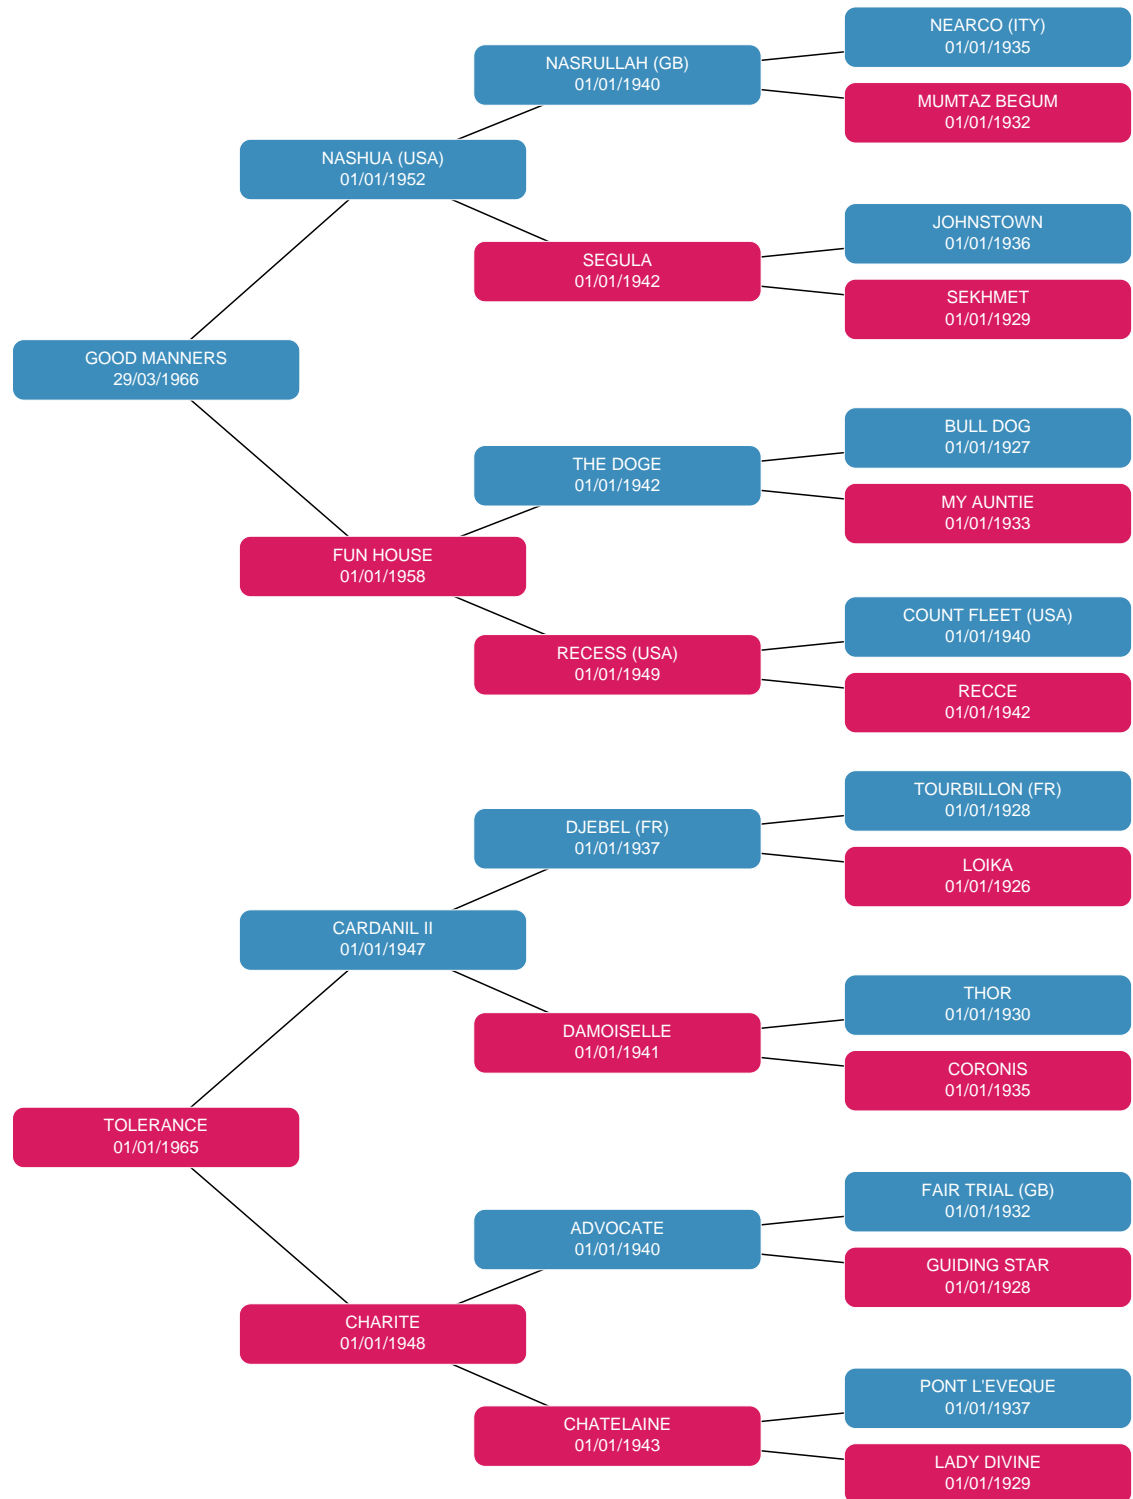 NEARCO (ITY)
01/01/1935
NASRULLAH (GB)
01/01/1940
MUMTAZ BEGUM
01/01/1932
NASHUA (USA)
01/01/1952
JOHNSTOWN
01/01/1936
SEGULA
01/01/1942
SEKHMET
01/01/1929
GOOD MANNERS
29/03/1966
BULL DOG
01/01/1927
THE DOGE
01/01/1942
MY AUNTIE
01/01/1933
FUN HOUSE
01/01/1958
COUNT FLEET (USA)
01/01/1940
RECESS (USA)
01/01/1949
RECCE
01/01/1942
TOURBILLON (FR)
01/01/1928
DJEBEL (FR)
01/01/1937
LOIKA
01/01/1926
CARDANIL II
01/01/1947
THOR
01/01/1930
DAMOISELLE
01/01/1941
CORONIS
01/01/1935
TOLERANCE
01/01/1965
FAIR TRIAL (GB)
01/01/1932
ADVOCATE
01/01/1940
GUIDING STAR
01/01/1928
CHARITE
01/01/1948
PONT L'EVEQUE
01/01/1937
CHATELAINE
01/01/1943
LADY DIVINE
01/01/1929